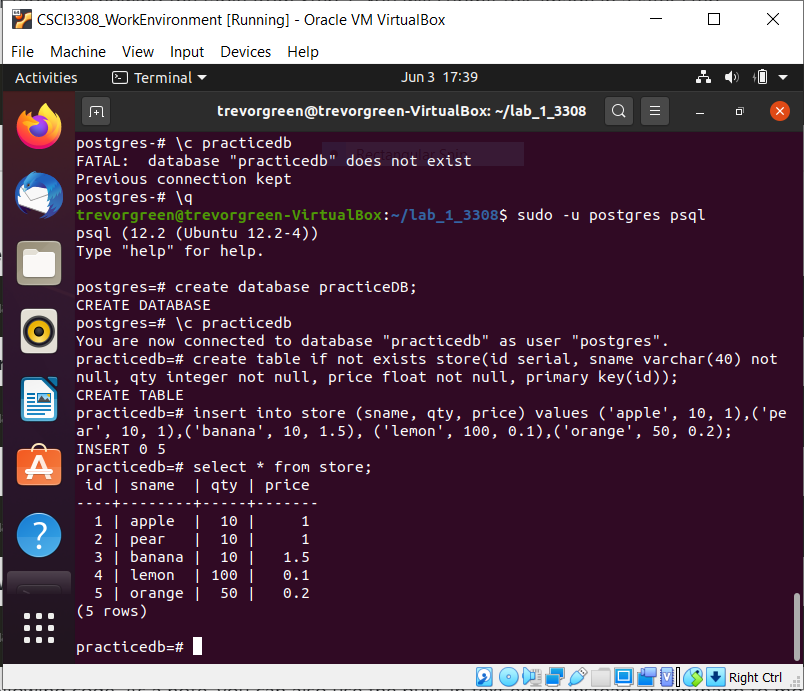 CSCI3308_WorkEnvironment [Running] - Oracle VM VirtualBox
File Machine View Input Devices Help
Activities Terminal Jun 3 17:39
trevorgreen@trevorgreen-VirtualBox: ~/lab_1_3308
postgres-# \c practicedb
FATAL:  database "practicedb" does not exist
Previous connection kept
postgres-# \q
trevorgreen@trevorgreen-VirtualBox:~/lab_1_3308$ sudo -u postgres psql
psql (12.2 (Ubuntu 12.2-4))
Type "help" for help.

postgres=# create database practiceDB;
CREATE DATABASE
postgres=# \c practicedb
You are now connected to database "practicedb" as user "postgres".
practicedb=# create table if not exists store(id serial, sname varchar(40) not
null, qty integer not null, price float not null, primary key(id));
CREATE TABLE
practicedb=# insert into store (sname, qty, price) values ('apple', 10, 1),('pe
ar', 10, 1),('banana', 10, 1.5), ('lemon', 100, 0.1),('orange', 50, 0.2);
INSERT 0 5
practicedb=# select * from store;
 id | sname  | qty | price
----+--------+-----+-------
  1 | apple  |  10 |     1
  2 | pear   |  10 |     1
  3 | banana |  10 |   1.5
  4 | lemon  | 100 |   0.1
  5 | orange |  50 |   0.2
(5 rows)

practicedb=#
Right Ctrl